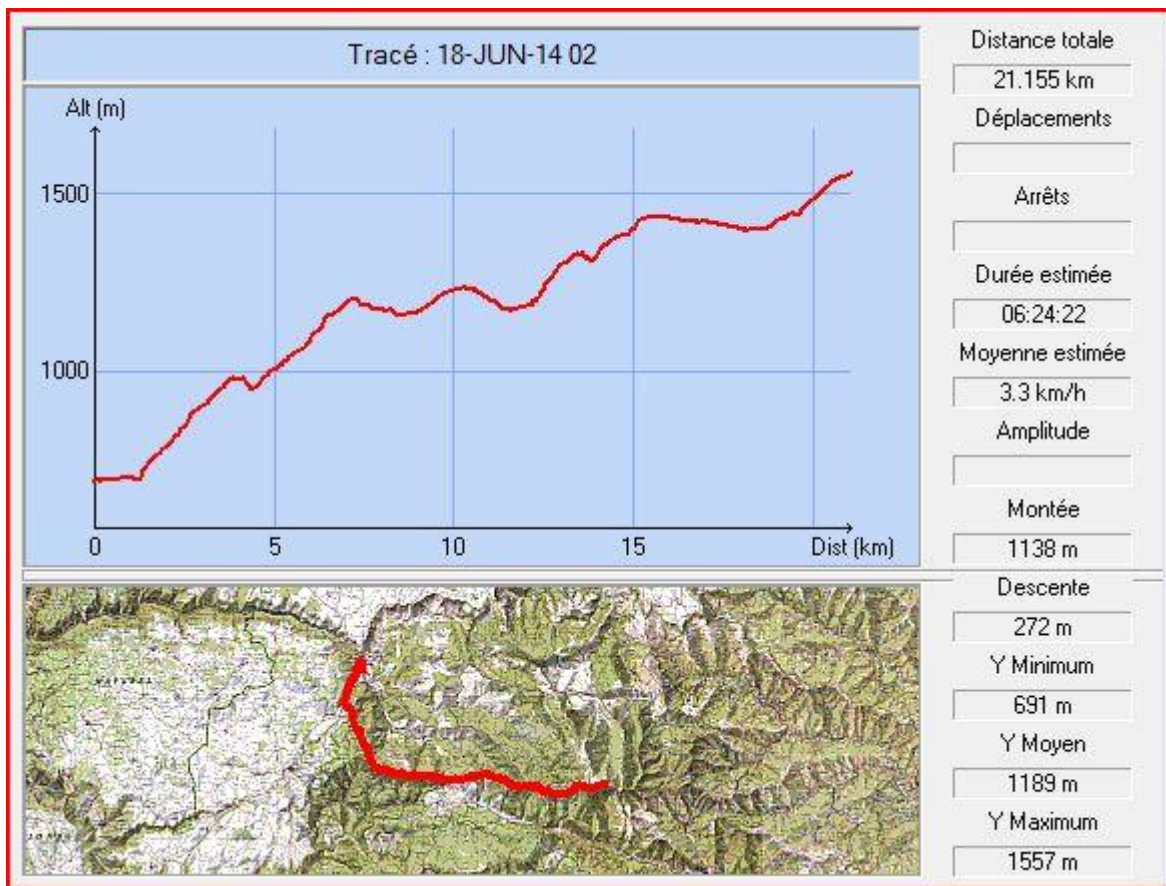 Tracé : 18-JUN-14 02
Alt (m)
1500
1000
0
5
10
15
Dist (km)
Distance totale
21.155 km
Déplacements
Arrêts
Durée estimée
06:24:22
Moyenne estimée
3.3 km/h
Amplitude
Montée
1138 m
Descente
272 m
Y Minimum
691 m
Y Moyen
1189 m
Y Maximum
1557 m